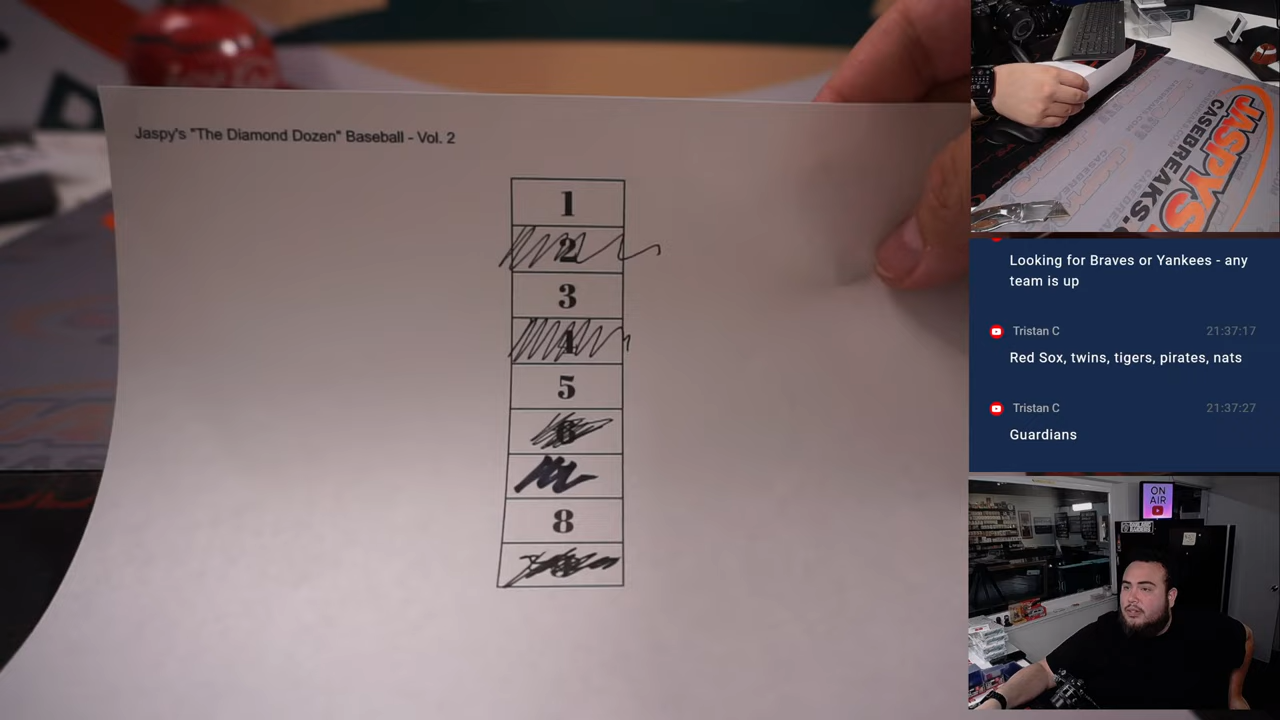 Jaspy's "The Diamond Dozen" Baseball - Vol. 2
1
2
3
4
5
6
8
JASPYS
CASEBREAKS.
Looking for Braves or Yankees - any
team is up
Tristan C 21:37:17
Red Sox, twins, tigers, pirates, nats
Tristan C 21:37:27
Guardians
ON
AIR